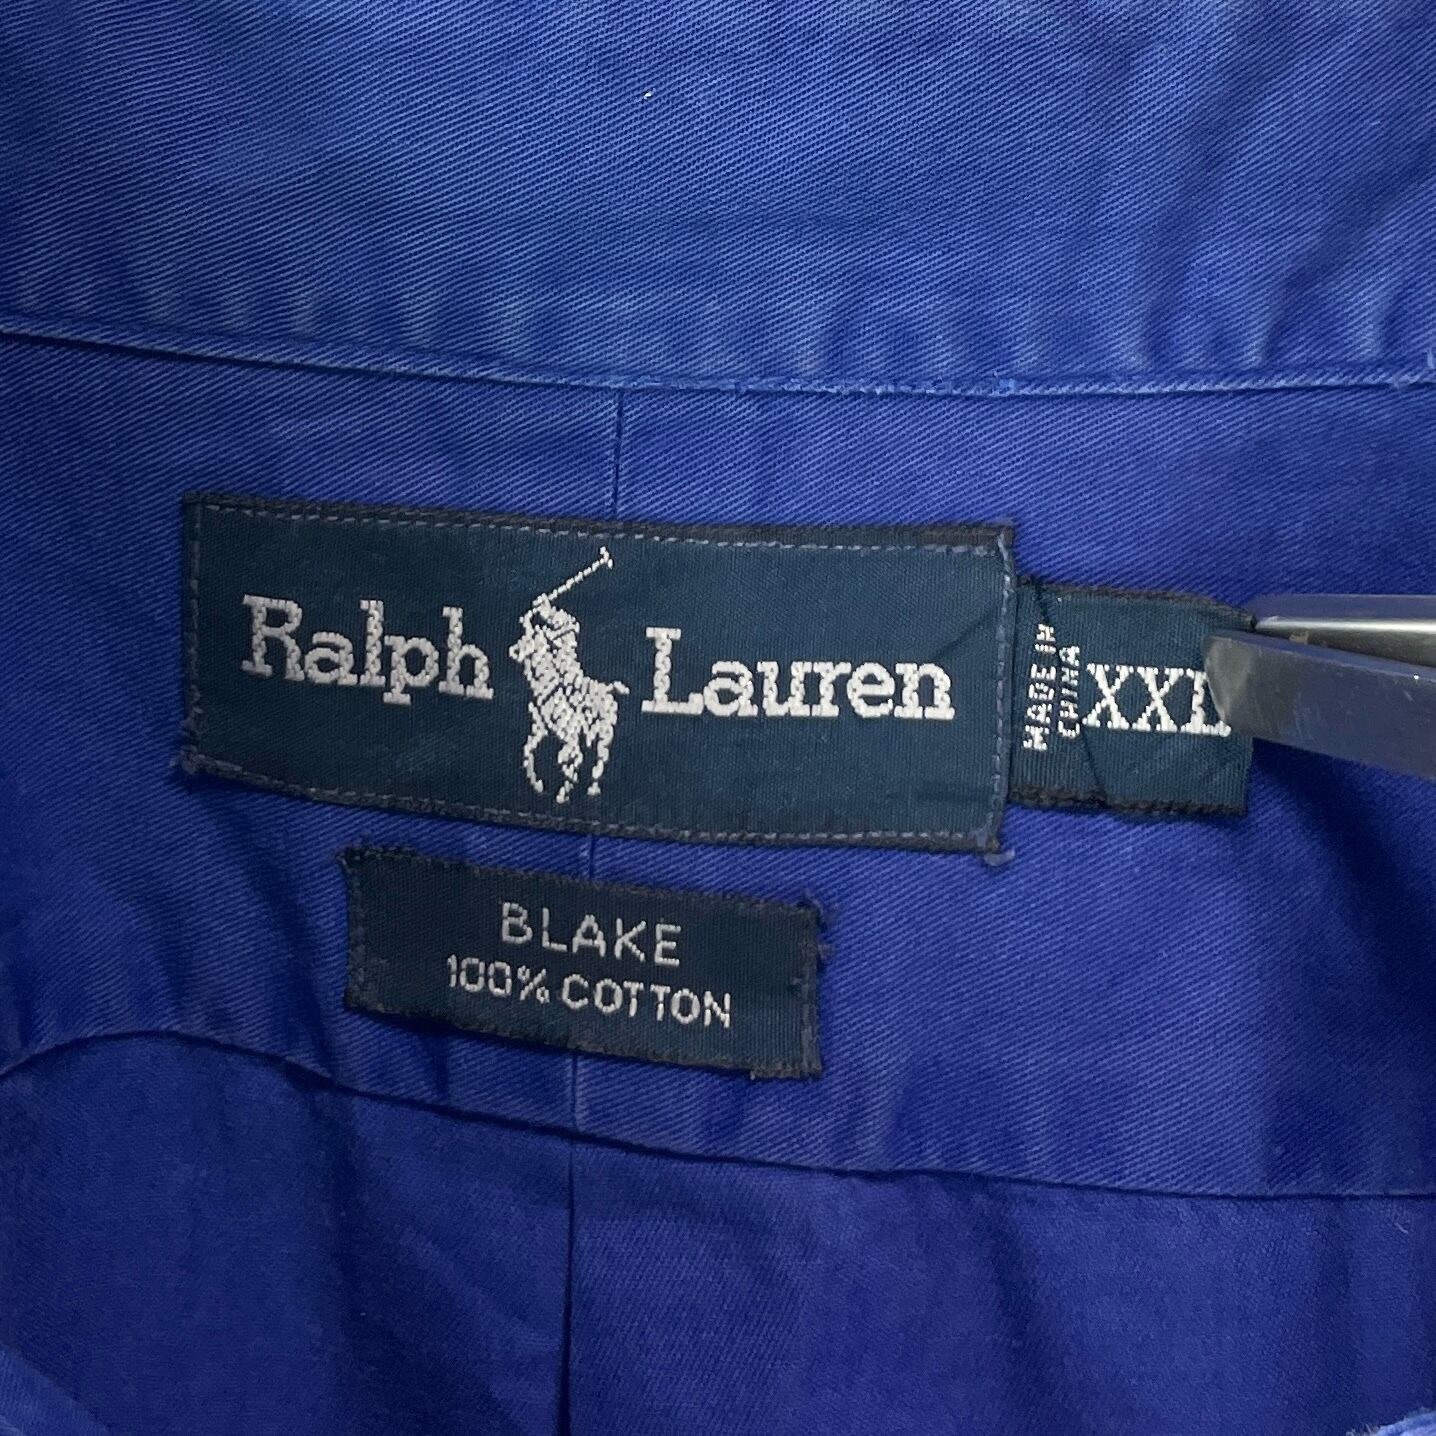 Ralph Lauren
MADE IN
CHINA
XXL
BLAKE
100% COTTON